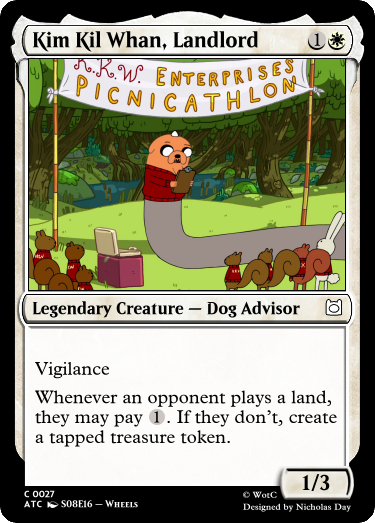 Kim Kil Whan, Landlord 1
K.K.W. ENTERPRISES
PICNICATHLON
Legendary Creature — Dog Advisor
Vigilance
Whenever an opponent plays a land,
they may pay 1. If they don't, create
a tapped treasure token.
1/3
C 0027
ATC S08E16 — WHEELS
© WotC
Designed by Nicholas Day